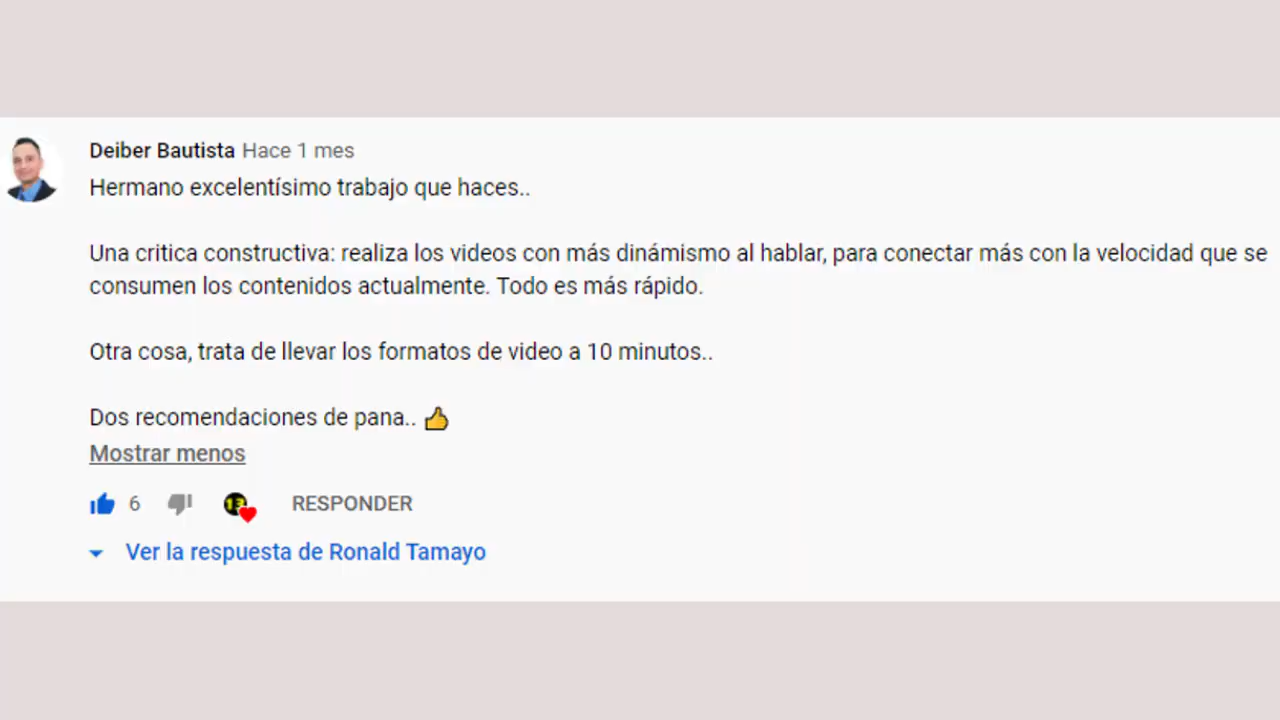 Deiber Bautista Hace 1 mes
Hermano excelentísimo trabajo que haces..
Una critica constructiva: realiza los videos con más dinámismo al hablar, para conectar más con la velocidad que se
consumen los contenidos actualmente. Todo es más rápido.
Otra cosa, trata de llevar los formatos de video a 10 minutos..
Dos recomendaciones de pana.. 👍
Mostrar menos
6 13 RESPONDER
Ver la respuesta de Ronald Tamayo